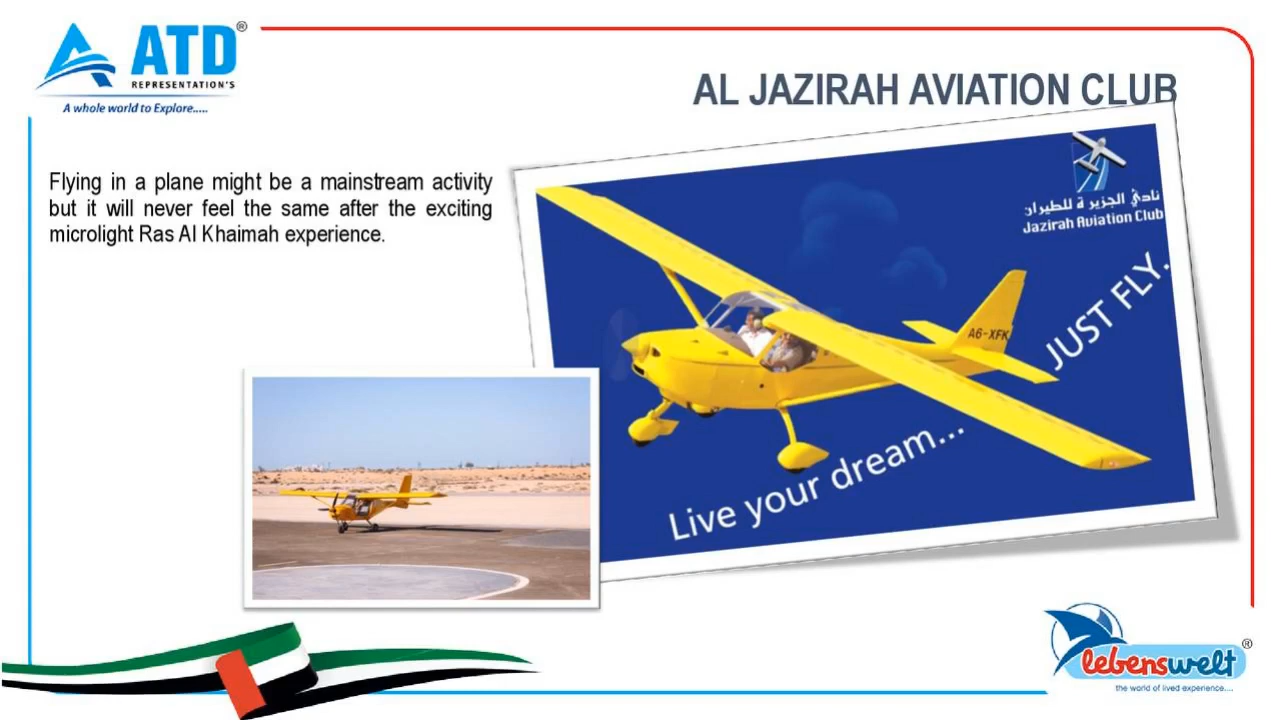 ATD®
REPRESENTATION'S
A whole world to Explore.....
AL JAZIRAH AVIATION CLUB
Flying in a plane might be a mainstream activity
but it will never feel the same after the exciting
microlight Ras Al Khaimah experience.
نادي الجزيرة للطيران
Jazirah Aviation Club
A6-XFK
Live your dream...
JUST FLY.
lebenswelt®
the world of lived experience....